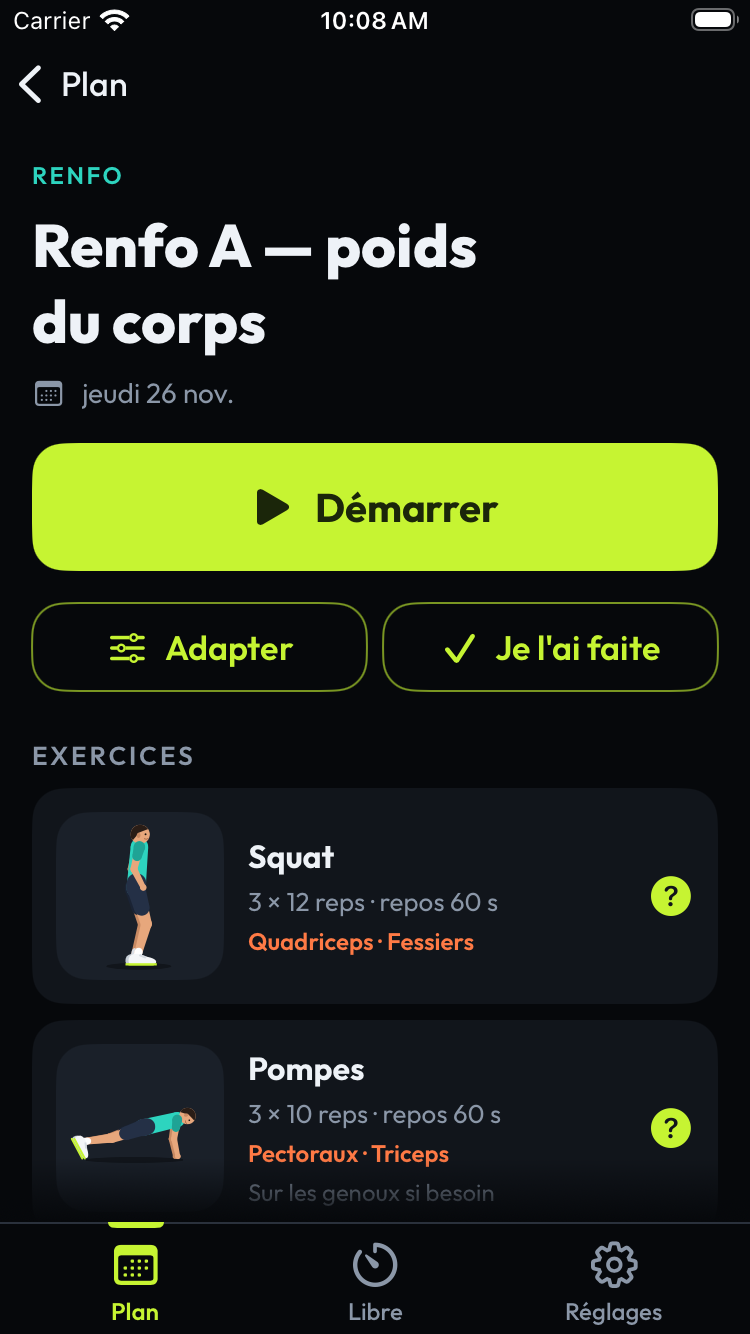 Carrier 10:08 AM
Plan
RENFO
Renfo A — poids
du corps
jeudi 26 nov.
Démarrer
Adapter
Je l'ai faite
EXERCICES
Squat
3 × 12 reps · repos 60 s
Quadriceps · Fessiers
?
Pompes
3 × 10 reps · repos 60 s
Pectoraux · Triceps
?
Sur les genoux si besoin
Plan
Libre
Réglages